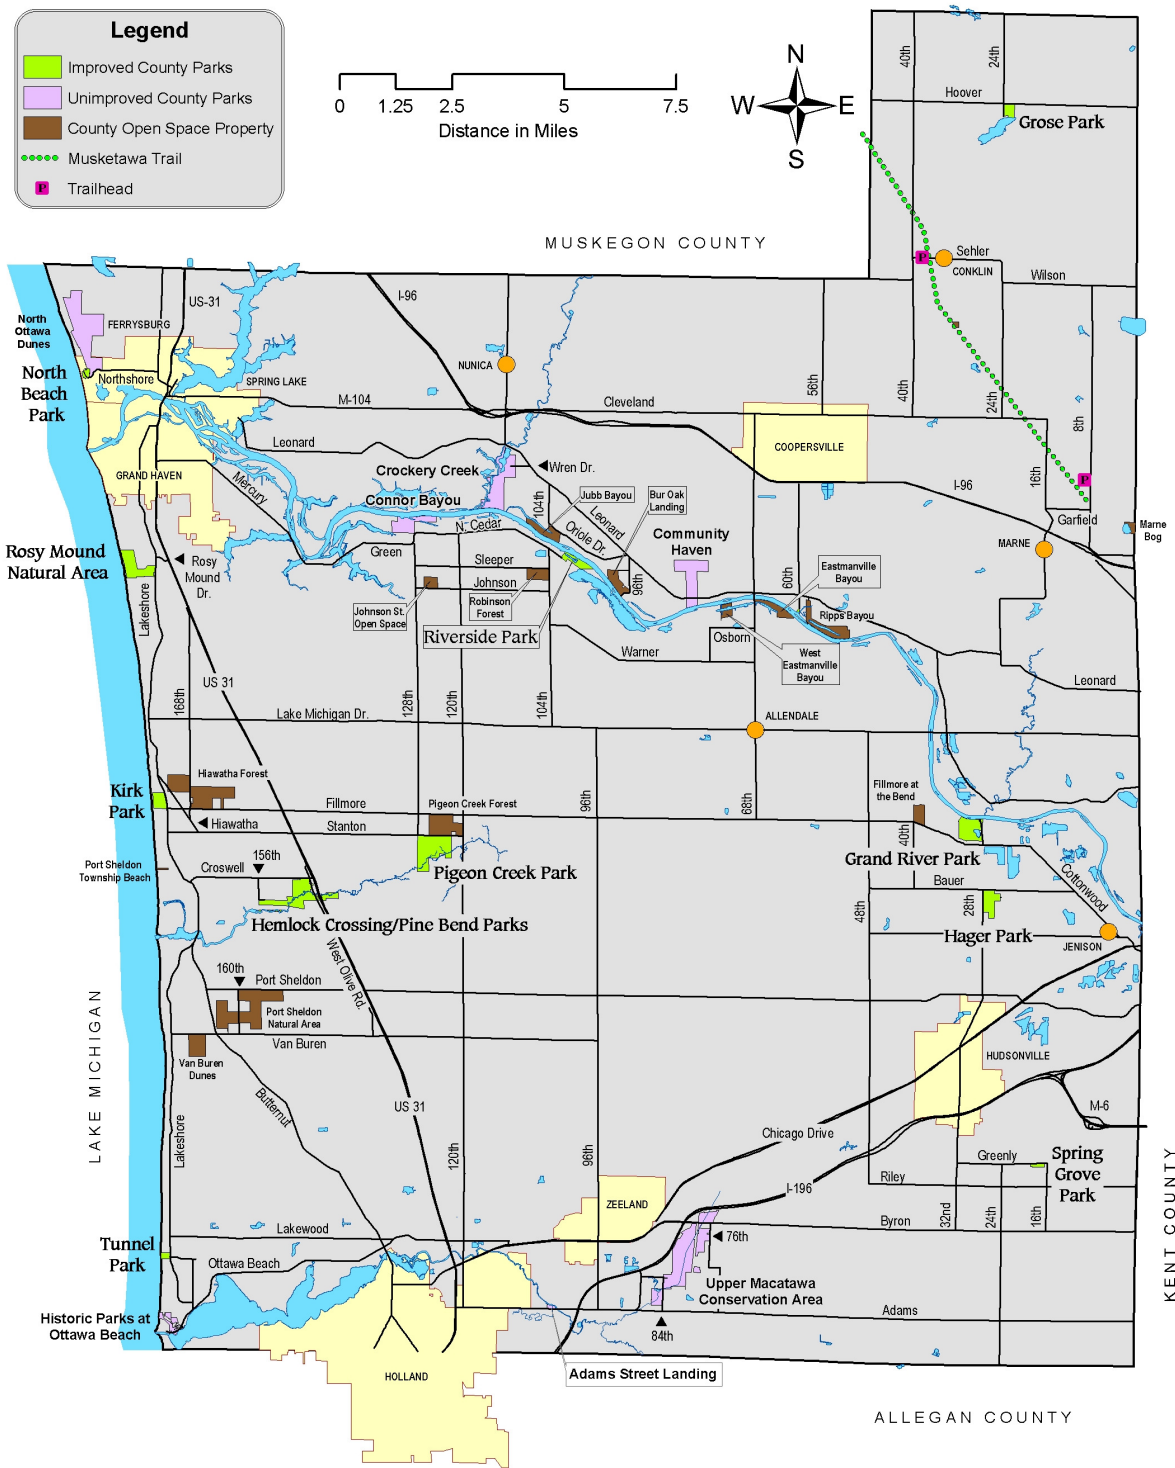 Legend
Improved County Parks
Unimproved County Parks
County Open Space Property
Musketawa Trail
P Trailhead
0 1.25 2.5 5 7.5
Distance in Miles
N
W E
S
MUSKEGON COUNTY
40th
24th
Hoover
Grose Park
P
Sehler
CONKLIN
Wilson
US-31
I-96
North
Ottawa
Dunes
FERRYSBURG
NUNICA
North
Beach
Park
Northshore
SPRING LAKE
M-104
Cleveland
56th
40th
24th
8th
COOPERSVILLE
Leonard
GRAND HAVEN
Mercury
Crockery Creek
Wren Dr.
Connor Bayou
104th
Jubb Bayou
Bur Oak
Landing
16th
P
I-96
Garfield
Marne
Bog
MARNE
N. Cedar
Leonard
Oriole Dr.
Community
Haven
Rosy Mound
Natural Area
Rosy
Mound
Dr.
Green
Sleeper
Johnson
96th
60th
Eastmanville
Bayou
Lakeshore
Johnson St.
Open Space
Robinson
Forest
Riverside Park
Ripps Bayou
Osborn
West
Eastmanville
Bayou
Warner
Leonard
US 31
168th
128th
120th
104th
Lake Michigan Dr.
ALLENDALE
Hiawatha Forest
Kirk
Park
Fillmore
Pigeon Creek Forest
96th
68th
Fillmore at
the Bend
Hiawatha
Stanton
40th
Port Sheldon
Township Beach
Croswell
156th
Pigeon Creek Park
Grand River Park
Bauer
Cottonwood
28th
48th
Hemlock Crossing/Pine Bend Parks
Hager Park
JENISON
West Olive Rd.
160th
Port Sheldon
Port Sheldon
Natural Area
Van Buren
Van Buren
Dunes
HUDSONVILLE
LAKE MICHIGAN
Butternut
US 31
M-6
Lakeshore
120th
96th
Chicago Drive
Greenly
Spring
Grove
Park
Riley
I-196
ZEELAND
32nd
24th
16th
Byron
KENT COUNTY
Tunnel
Park
Lakewood
Ottawa Beach
76th
Upper Macatawa
Conservation Area
Historic Parks at
Ottawa Beach
Adams
84th
HOLLAND
Adams Street Landing
ALLEGAN COUNTY